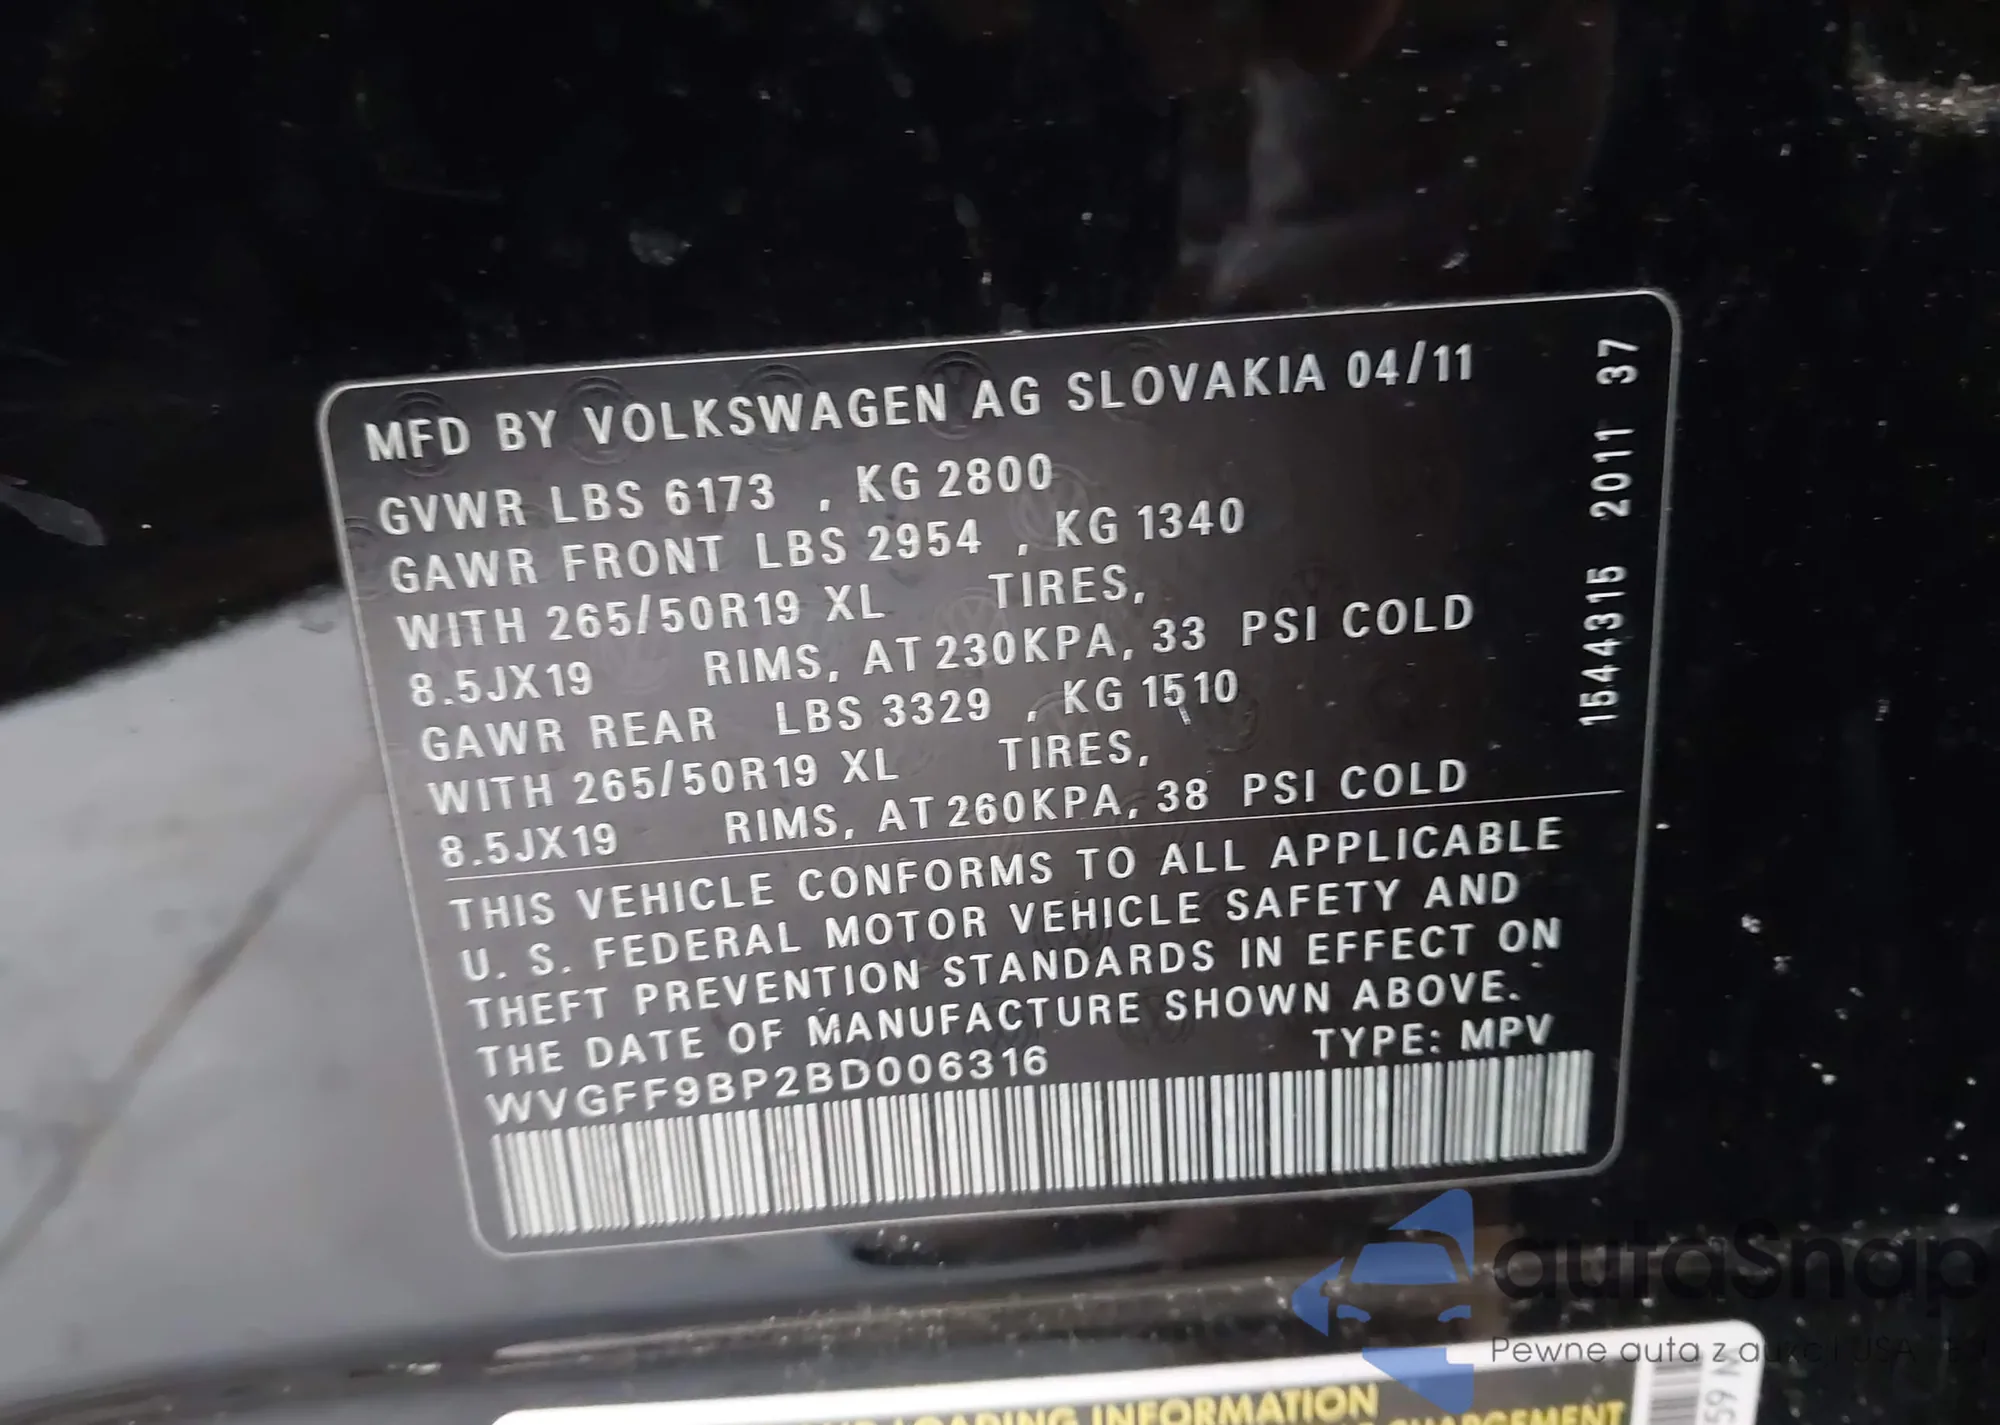 MFD BY VOLKSWAGEN AG SLOVAKIA 04/11
GVWR LBS 6173 , KG 2800
GAWR FRONT LBS 2954 , KG 1340
WITH 265/50R19 XL TIRES,
8.5JX19 RIMS, AT 230KPA, 33 PSI COLD
GAWR REAR LBS 3329 , KG 1510
WITH 265/50R19 XL TIRES,
8.5JX19 RIMS, AT 260KPA, 38 PSI COLD
THIS VEHICLE CONFORMS TO ALL APPLICABLE
U. S. FEDERAL MOTOR VEHICLE SAFETY AND
THEFT PREVENTION STANDARDS IN EFFECT ON
THE DATE OF MANUFACTURE SHOWN ABOVE.
WVGFF9BP2BD006316 TYPE: MPV
1544315 2011 37
autaSnap
Pewne auta z aukcji USA
LOADING INFORMATION
CHARGEMENT